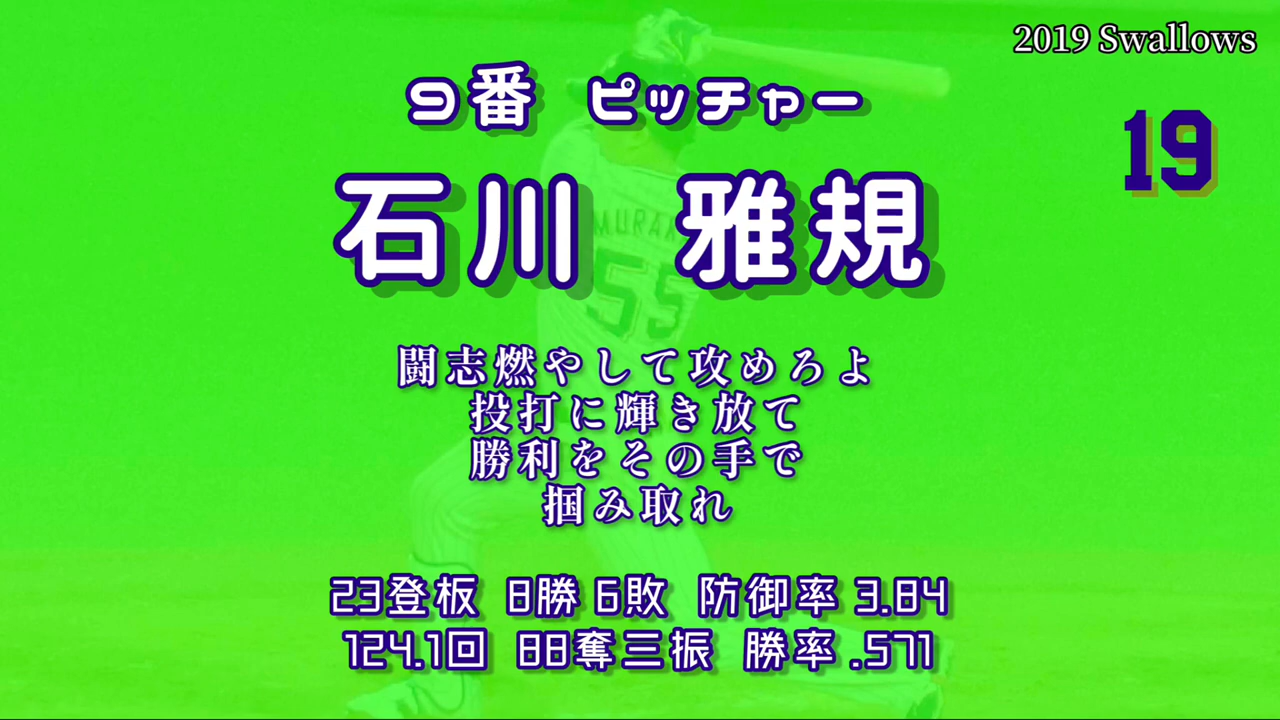 2019 Swallows
9番 ピッチャー
19
石川 雅規
MURAK
55
闘志燃やして攻めろよ
投打に輝き放て
勝利をその手で
掴み取れ
23登板 8勝6敗 防御率3.84
124.1回 88奪三振 勝率.571